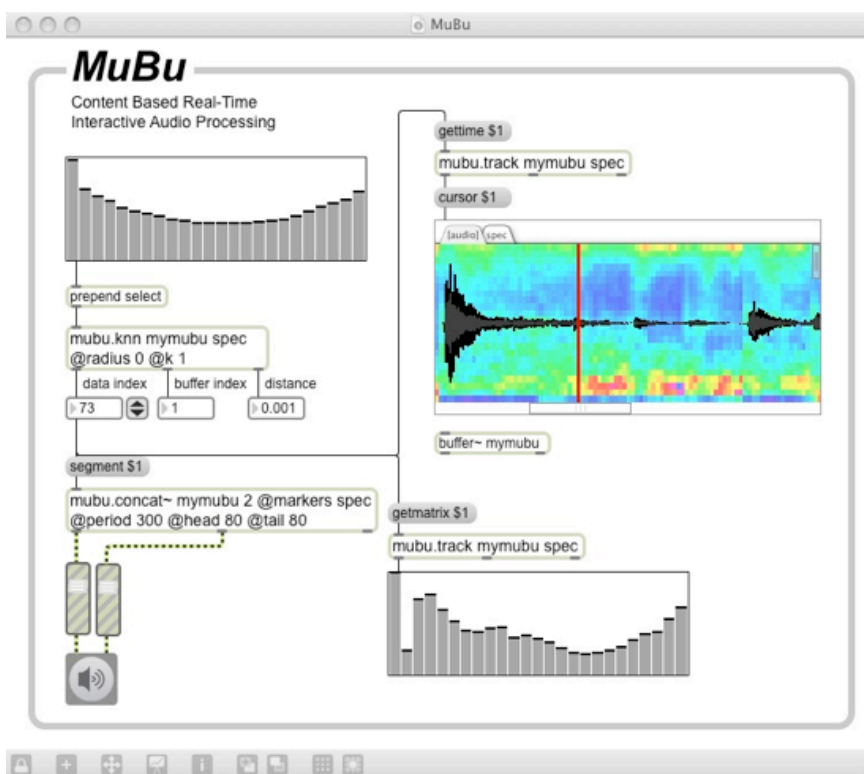 MuBu
MuBu
Content Based Real-Time
Interactive Audio Processing
prepend select
mubu.knn mymubu spec
@radius 0 @k 1
data index
buffer index
distance
73
1
0.001
segment $1
mubu.concat~ mymubu 2 @markers spec
@period 300 @head 80 @tail 80
gettime $1
mubu.track mymubu spec
cursor $1
[audio]
spec
buffer~ mymubu
getmatrix $1
mubu.track mymubu spec
i